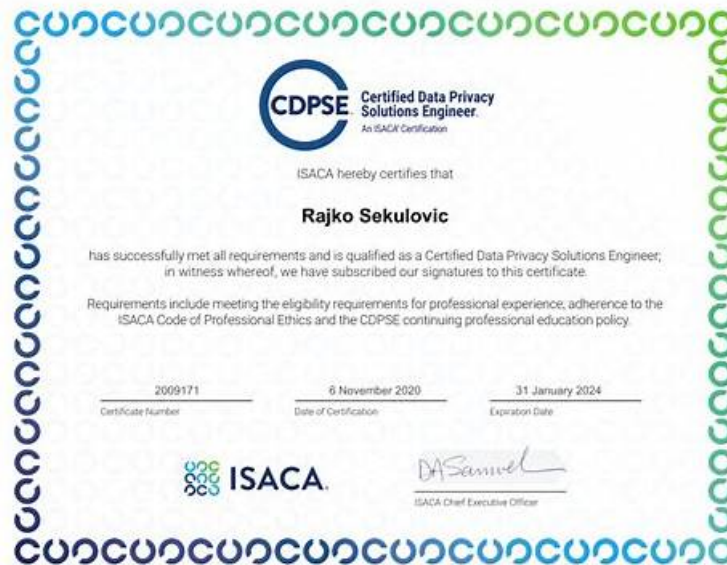 CDPSE
Certified Data Privacy
Solutions Engineer.
An ISACA® Certification
ISACA hereby certifies that
Rajko Sekulovic
has successfully met all requirements and is qualified as a Certified Data Privacy Solutions Engineer;
in witness whereof, we have subscribed our signatures to this certificate.
Requirements include meeting the eligibility requirements for professional experience, adherence to the
ISACA Code of Professional Ethics and the CDPSE continuing professional education policy.
2009171
Certificate Number
6 November 2020
Date of Certification
31 January 2024
Expiration Date
ISACA.
DASamuel
ISACA Chief Executive Officer